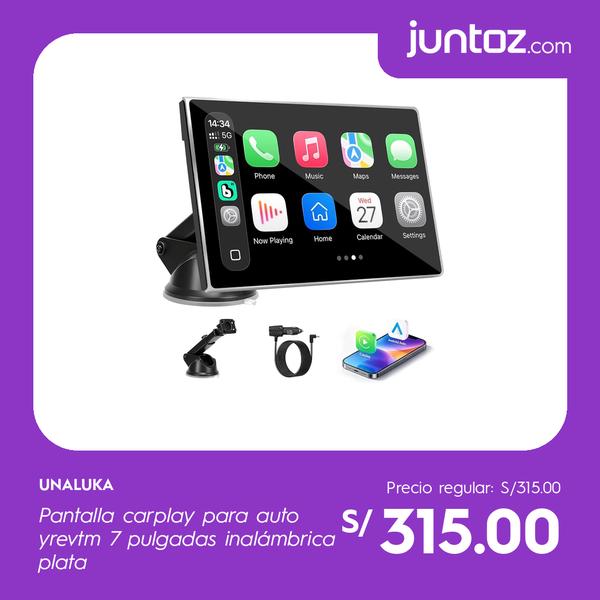 juntoz.com
14:34
5G
Phone
Music
Maps
Messages
Wed
27
Now Playing
Home
Calendar
Settings
UNALUKA
Precio regular: S/315.00
Pantalla carplay para auto
yrevtm 7 pulgadas inalámbrica
plata
S/ 315.00